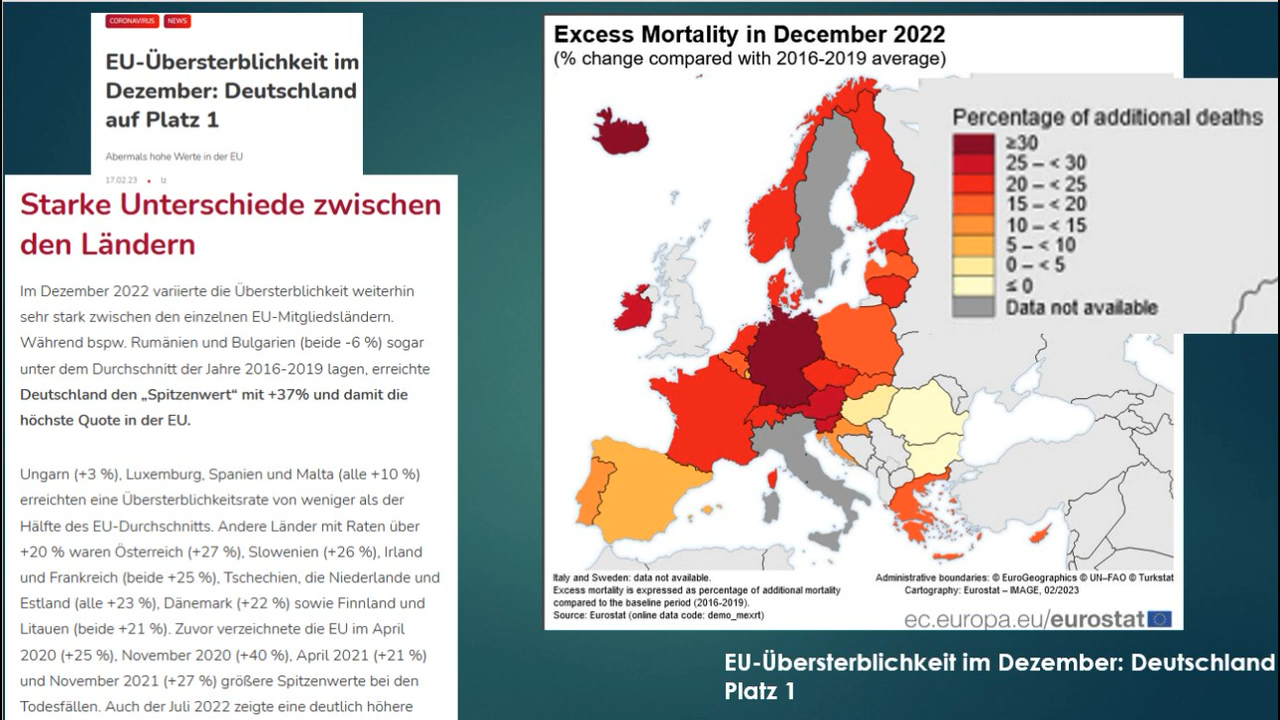 CORONAVIRUS NEWS
EU-Übersterblichkeit im
Dezember: Deutschland
auf Platz 1
Abermals hohe Werte in der EU
17.02.23 • lz
Starke Unterschiede zwischen
den Ländern
Im Dezember 2022 variierte die Übersterblichkeit weiterhin
sehr stark zwischen den einzelnen EU-Mitgliedsländern.
Während bspw. Rumänien und Bulgarien (beide -6 %) sogar
unter dem Durchschnitt der Jahre 2016-2019 lagen, erreichte
Deutschland den „Spitzenwert“ mit +37% und damit die
höchste Quote in der EU.
Ungarn (+3 %), Luxemburg, Spanien und Malta (alle +10 %)
erreichten eine Übersterblichkeitsrate von weniger als der
Hälfte des EU-Durchschnitts. Andere Länder mit Raten über
+20 % waren Österreich (+27 %), Slowenien (+26 %), Irland
und Frankreich (beide +25 %), Tschechien, die Niederlande und
Estland (alle +23 %), Dänemark (+22 %) sowie Finnland und
Litauen (beide +21 %). Zuvor verzeichnete die EU im April
2020 (+25 %), November 2020 (+40 %), April 2021 (+21 %)
und November 2021 (+27 %) größere Spitzenwerte bei den
Todesfällen. Auch der Juli 2022 zeigte eine deutlich höhere
Excess Mortality in December 2022
(% change compared with 2016-2019 average)
Percentage of additional deaths
≥30
25 – < 30
20 – < 25
15 – < 20
10 – < 15
5 – < 10
0 – < 5
≤ 0
Data not available
Italy and Sweden: data not available.
Excess mortality is expressed as percentage of additional mortality
compared to the baseline period (2016-2019).
Source: Eurostat (online data code: demo_mexrt)
Administrative boundaries: © EuroGeographics © UN–FAO © Turkstat
Cartography: Eurostat – IMAGE, 02/2023
ec.europa.eu/eurostat
EU-Übersterblichkeit im Dezember: Deutschland
Platz 1